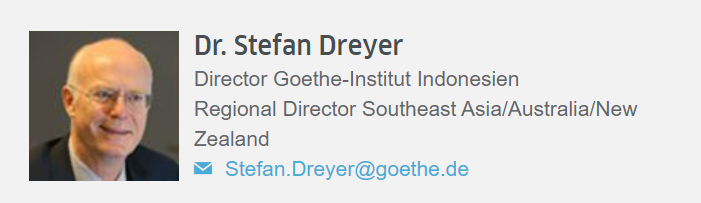 Dr. Stefan Dreyer
Director Goethe-Institut Indonesien
Regional Director Southeast Asia/Australia/New
Zealand
Stefan.Dreyer@goethe.de